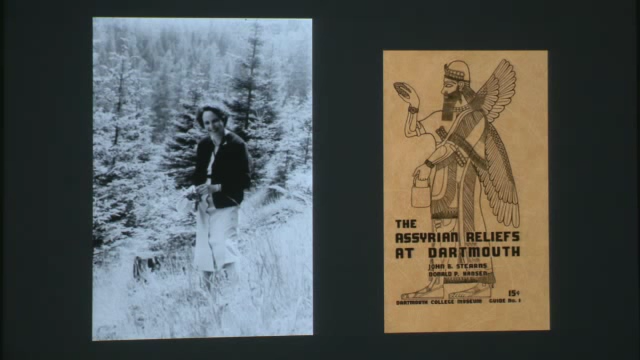 THE
ASSYRIAN RELIEFS
AT DARTMOUTH
JOHN B. STEARNS
DONALD P. HANSEN
15¢
DARTMOUTH COLLEGE MUSEUM GUIDE No. 1